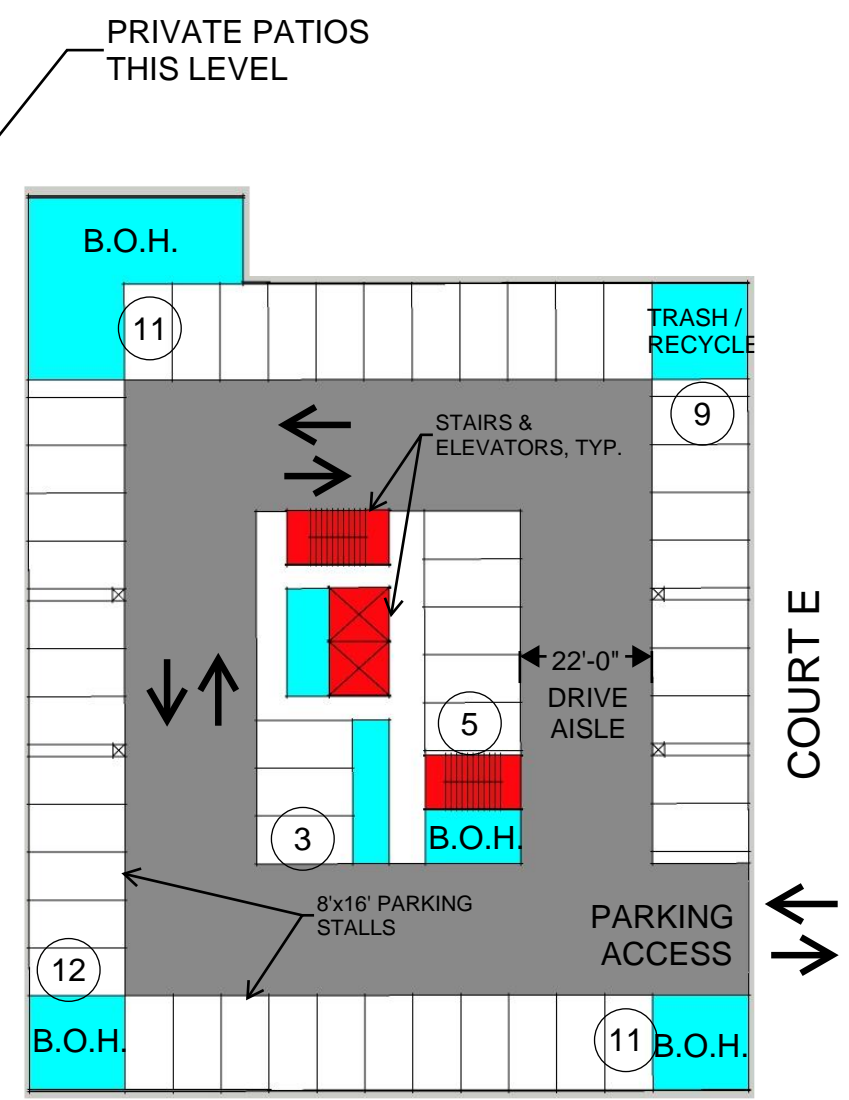 PRIVATE PATIOS
THIS LEVEL
B.O.H.
11
TRASH /
RECYCLE
9
STAIRS &
ELEVATORS, TYP.
22'-0"
DRIVE
AISLE
COURT E
5
3
B.O.H.
8'x16' PARKING
STALLS
PARKING
ACCESS
12
B.O.H.
11
B.O.H.